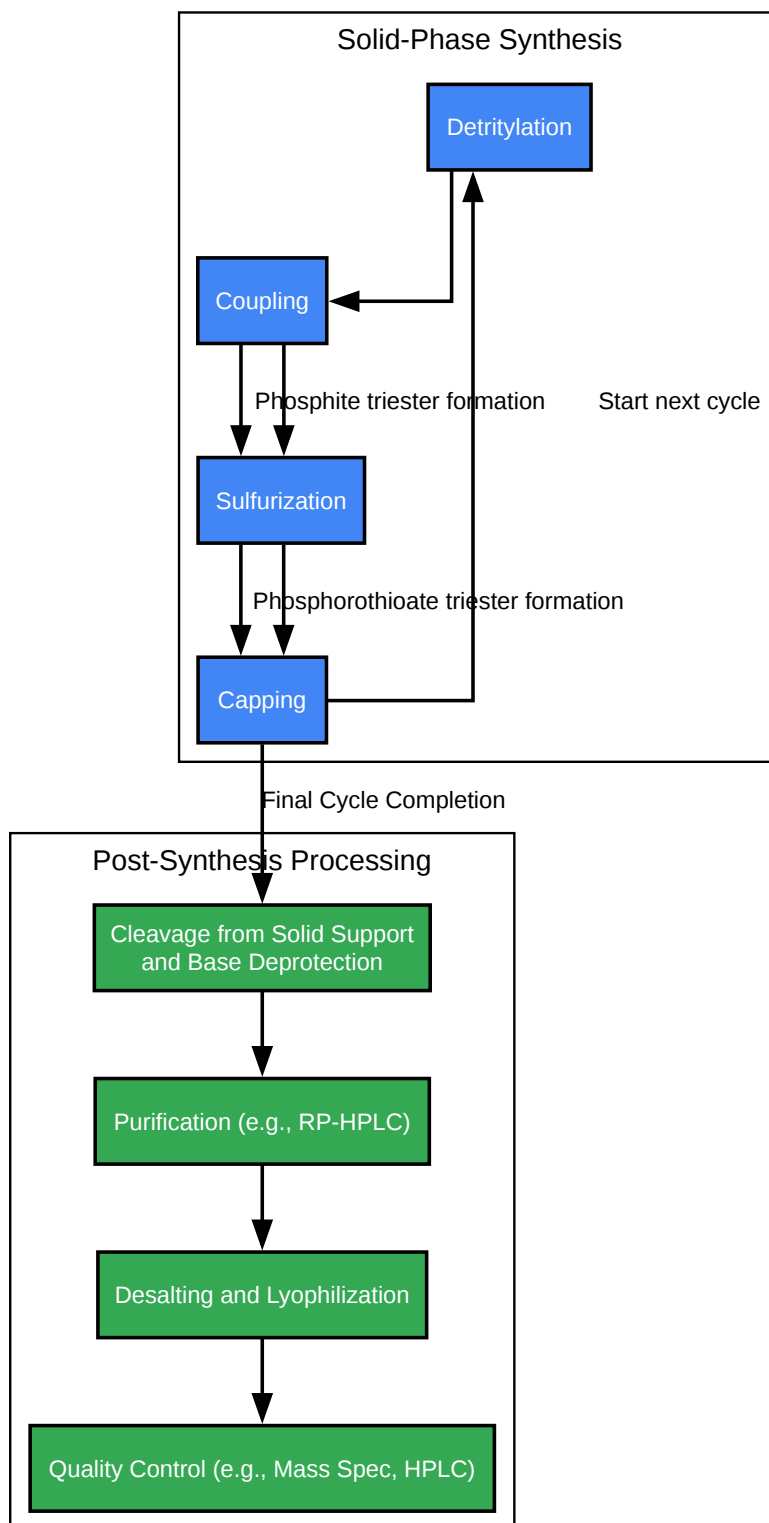 Solid-Phase Synthesis
Detritylation
Coupling
Phosphite triester formation
Start next cycle
Sulfurization
Phosphorothioate triester formation
Capping
Final Cycle Completion
Post-Synthesis Processing
Cleavage from Solid Support
and Base Deprotection
Purification (e.g., RP-HPLC)
Desalting and Lyophilization
Quality Control (e.g., Mass Spec, HPLC)